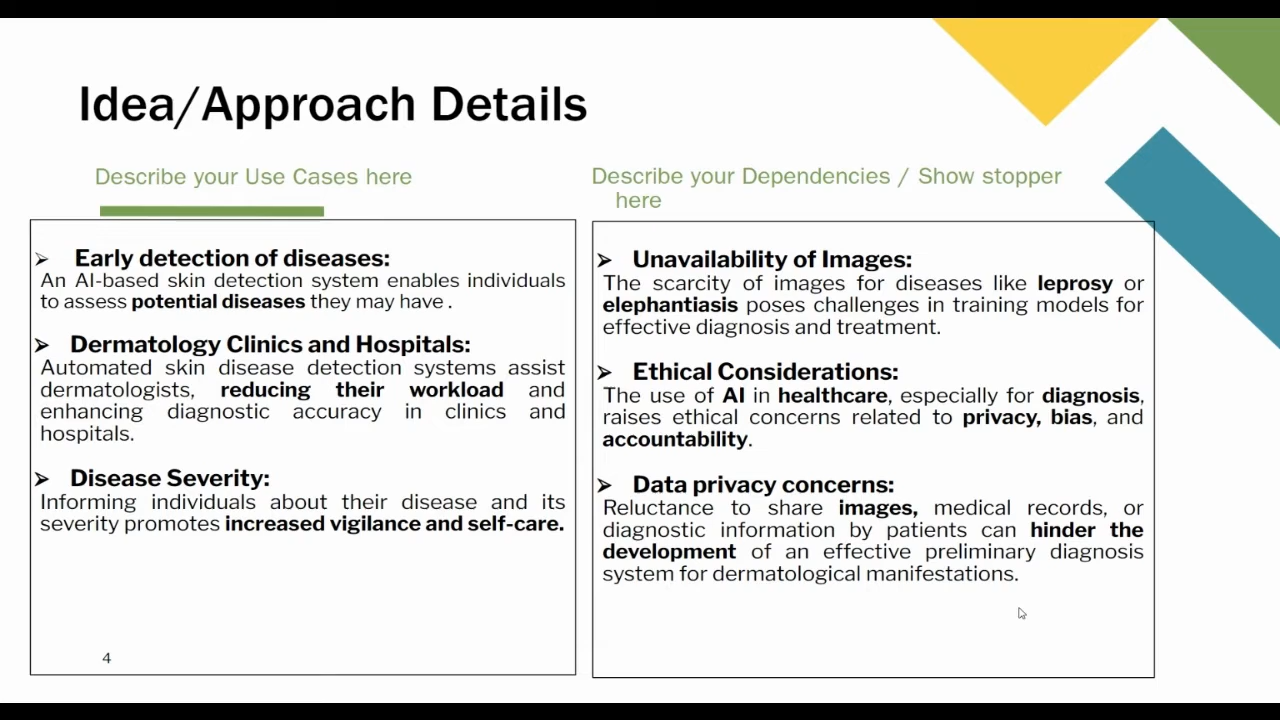 Idea/Approach Details
Describe your Use Cases here
➢ Early detection of diseases:
An AI-based skin detection system enables individuals
to assess potential diseases they may have .
➢ Dermatology Clinics and Hospitals:
Automated skin disease detection systems assist
dermatologists, reducing their workload and
enhancing diagnostic accuracy in clinics and
hospitals.
➢ Disease Severity:
Informing individuals about their disease and its
severity promotes increased vigilance and self-care.
4
Describe your Dependencies / Show stopper
here
➢ Unavailability of Images:
The scarcity of images for diseases like leprosy or
elephantiasis poses challenges in training models for
effective diagnosis and treatment.
➢ Ethical Considerations:
The use of AI in healthcare, especially for diagnosis,
raises ethical concerns related to privacy, bias, and
accountability.
➢ Data privacy concerns:
Reluctance to share images, medical records, or
diagnostic information by patients can hinder the
development of an effective preliminary diagnosis
system for dermatological manifestations.